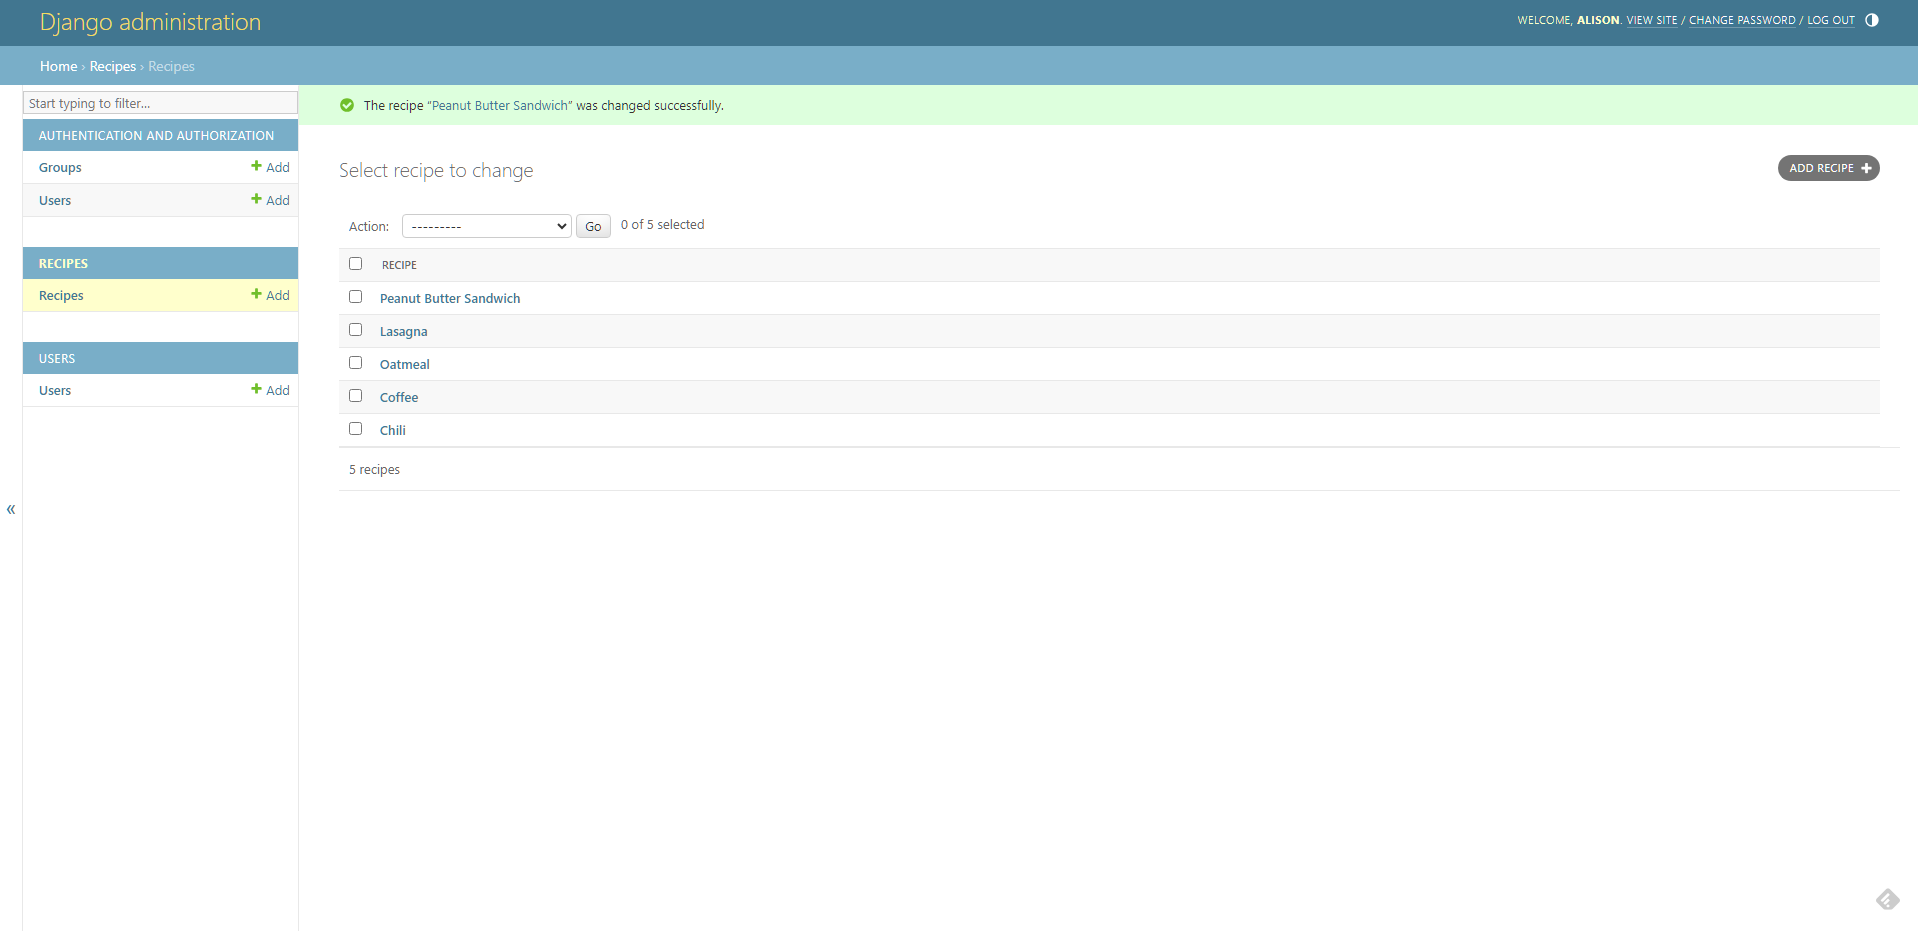 Django administration
WELCOME, ALISON. VIEW SITE / CHANGE PASSWORD / LOG OUT
Home › Recipes › Recipes
Start typing to filter...
AUTHENTICATION AND AUTHORIZATION
Groups + Add
Users + Add
RECIPES
Recipes + Add
USERS
Users + Add
«
The recipe “Peanut Butter Sandwich” was changed successfully.
Select recipe to change
ADD RECIPE +
Action: --------- Go 0 of 5 selected
RECIPE
Peanut Butter Sandwich
Lasagna
Oatmeal
Coffee
Chili
5 recipes